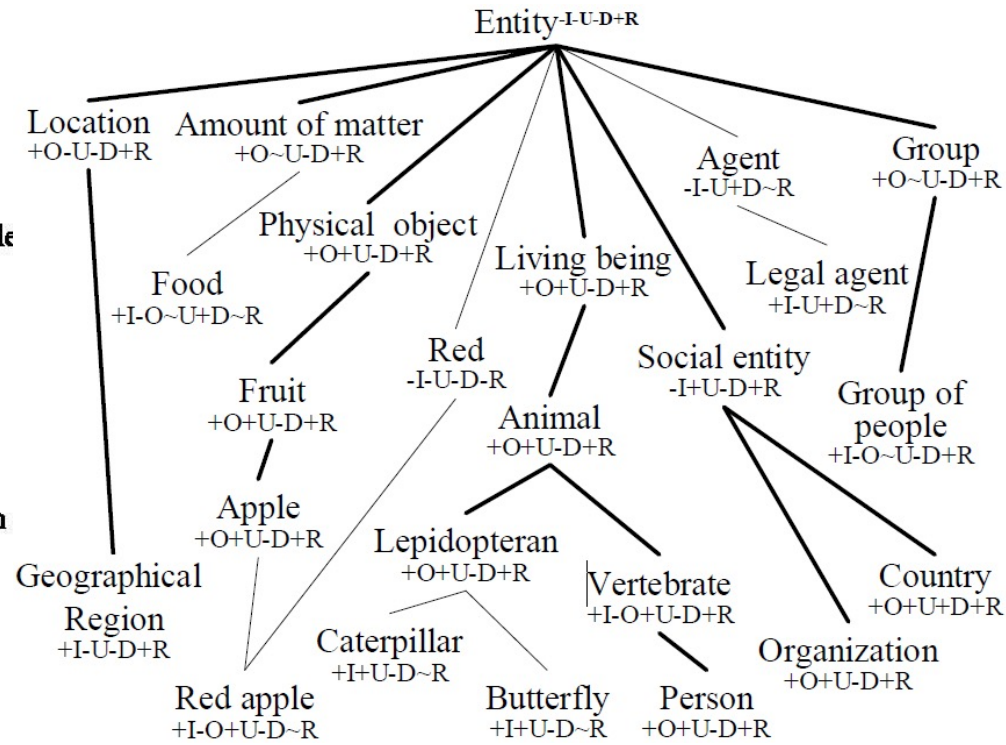 Entity-I-U-D+R
Location
+O-U-D+R
Amount of matter
+O~U-D+R
Agent
-I-U+D~R
Group
+O~U-D+R
Physical object
+O+U-D+R
Living being
+O+U-D+R
Food
+I-O~U+D~R
Legal agent
+I-U+D~R
Red
-I-U-D-R
Social entity
-I+U-D+R
Fruit
+O+U-D+R
Animal
+O+U-D+R
Group of
people
+I-O~U-D+R
Apple
+O+U-D+R
Lepidopteran
+O+U-D+R
Geographical
Region
+I-U-D+R
Vertebrate
+I-O+U-D+R
Country
+O+U+D+R
Caterpillar
+I+U-D~R
Organization
+O+U-D+R
Red apple
+I-O+U-D~R
Butterfly
+I+U-D~R
Person
+O+U-D+R